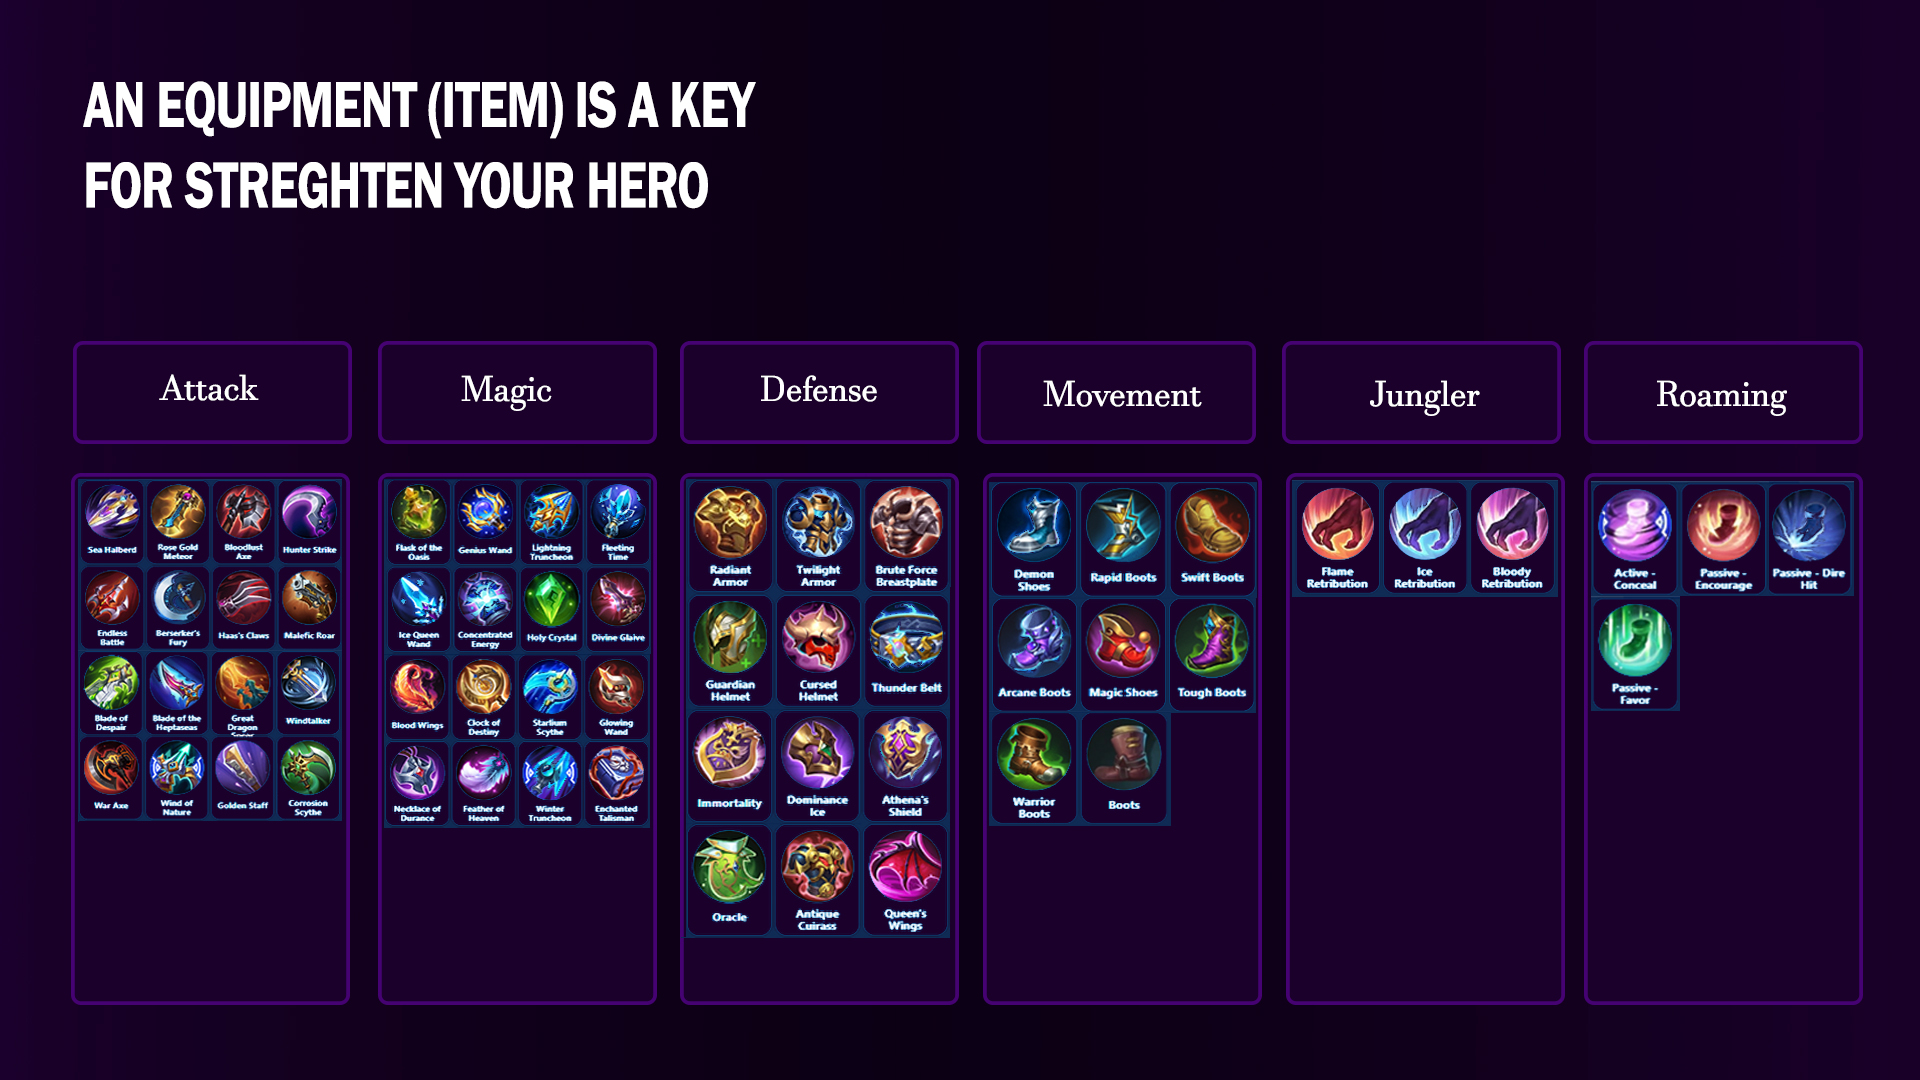 AN EQUIPMENT (ITEM) IS A KEY
FOR STREGHTEN YOUR HERO
Attack
Magic
Defense
Movement
Jungler
Roaming
Sea Halberd
Rose Gold
Meteor
Bloodlust
Axe
Hunter Strike
Endless
Battle
Berserker's
Fury
Haas's Claws
Malefic Roar
Blade of
Despair
Blade of the
Heptaseas
Great
Dragon
Windtalker
War Axe
Wind of
Nature
Golden Staff
Corrosion
Scythe
Flask of the
Oasis
Genius Wand
Lightning
Truncheon
Fleeting
Time
Ice Queen
Wand
Concentrated
Energy
Holy Crystal
Divine Glaive
Blood Wings
Clock of
Destiny
Starlium
Scythe
Glowing
Wand
Necklace of
Durance
Feather of
Heaven
Winter
Truncheon
Enchanted
Talisman
Radiant
Armor
Twilight
Armor
Brute Force
Breastplate
Guardian
Helmet
Cursed
Helmet
Thunder Belt
Immortality
Dominance
Ice
Athena's
Shield
Oracle
Antique
Cuirass
Queen's
Wings
Demon
Shoes
Rapid Boots
Swift Boots
Arcane Boots
Magic Shoes
Tough Boots
Warrior
Boots
Boots
Flame
Retribution
Ice
Retribution
Bloody
Retribution
Active -
Conceal
Passive -
Encourage
Passive - Dire
Hit
Passive -
Favor